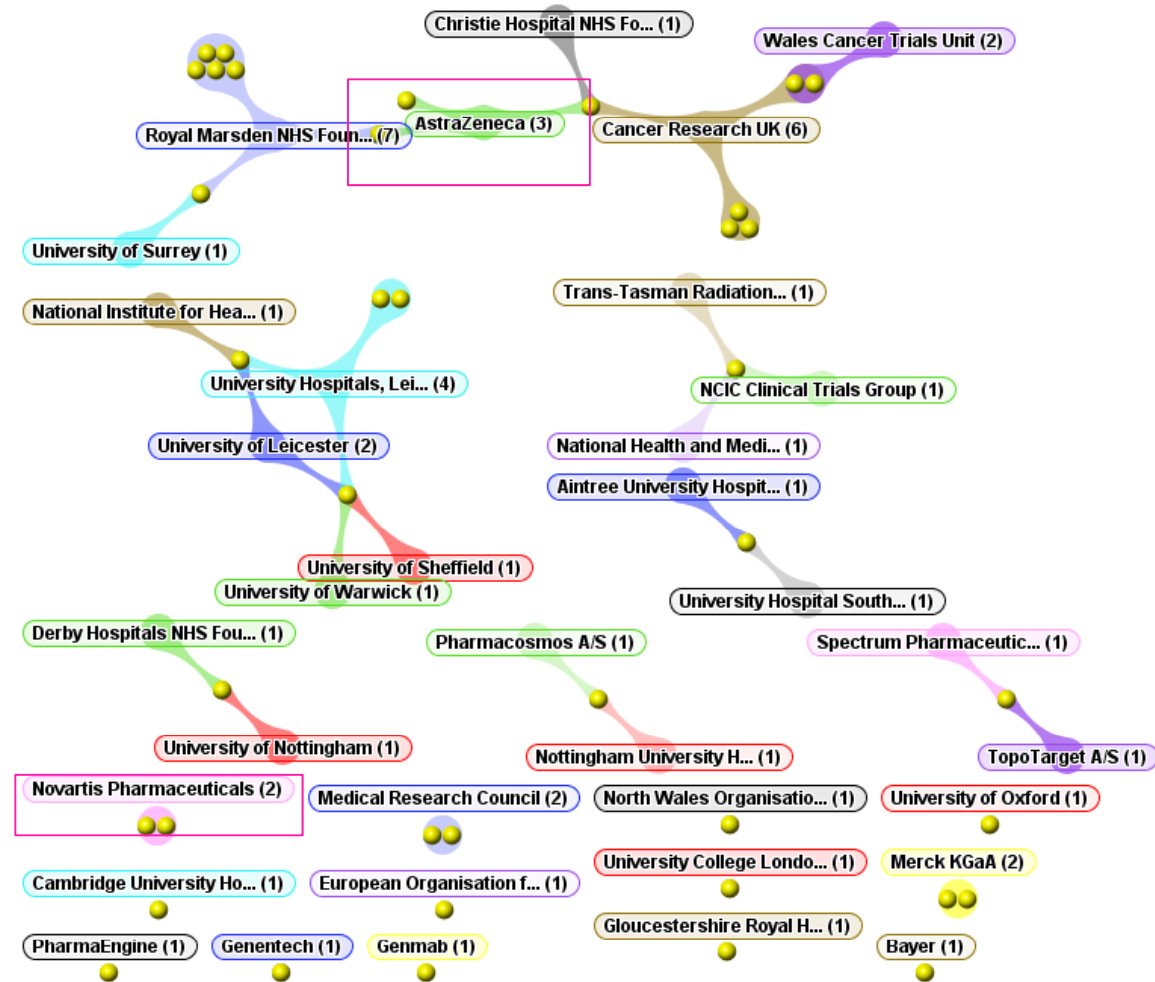 Christie Hospital NHS Fo... (1)
Wales Cancer Trials Unit (2)
AstraZeneca (3)
Cancer Research UK (6)
Royal Marsden NHS Foun... (7)
University of Surrey (1)
National Institute for Hea... (1)
Trans-Tasman Radiation... (1)
University Hospitals, Lei... (4)
NCIC Clinical Trials Group (1)
University of Leicester (2)
National Health and Medi... (1)
Aintree University Hospit... (1)
University of Sheffield (1)
University of Warwick (1)
University Hospital South... (1)
Derby Hospitals NHS Fou... (1)
Pharmacosmos A/S (1)
Spectrum Pharmaceutic... (1)
University of Nottingham (1)
Nottingham University H... (1)
TopoTarget A/S (1)
Novartis Pharmaceuticals (2)
Medical Research Council (2)
North Wales Organisatio... (1)
University of Oxford (1)
Cambridge University Ho... (1)
European Organisation f... (1)
University College Londo... (1)
Merck KGaA (2)
Gloucestershire Royal H... (1)
PharmaEngine (1)
Genentech (1)
Genmab (1)
Bayer (1)